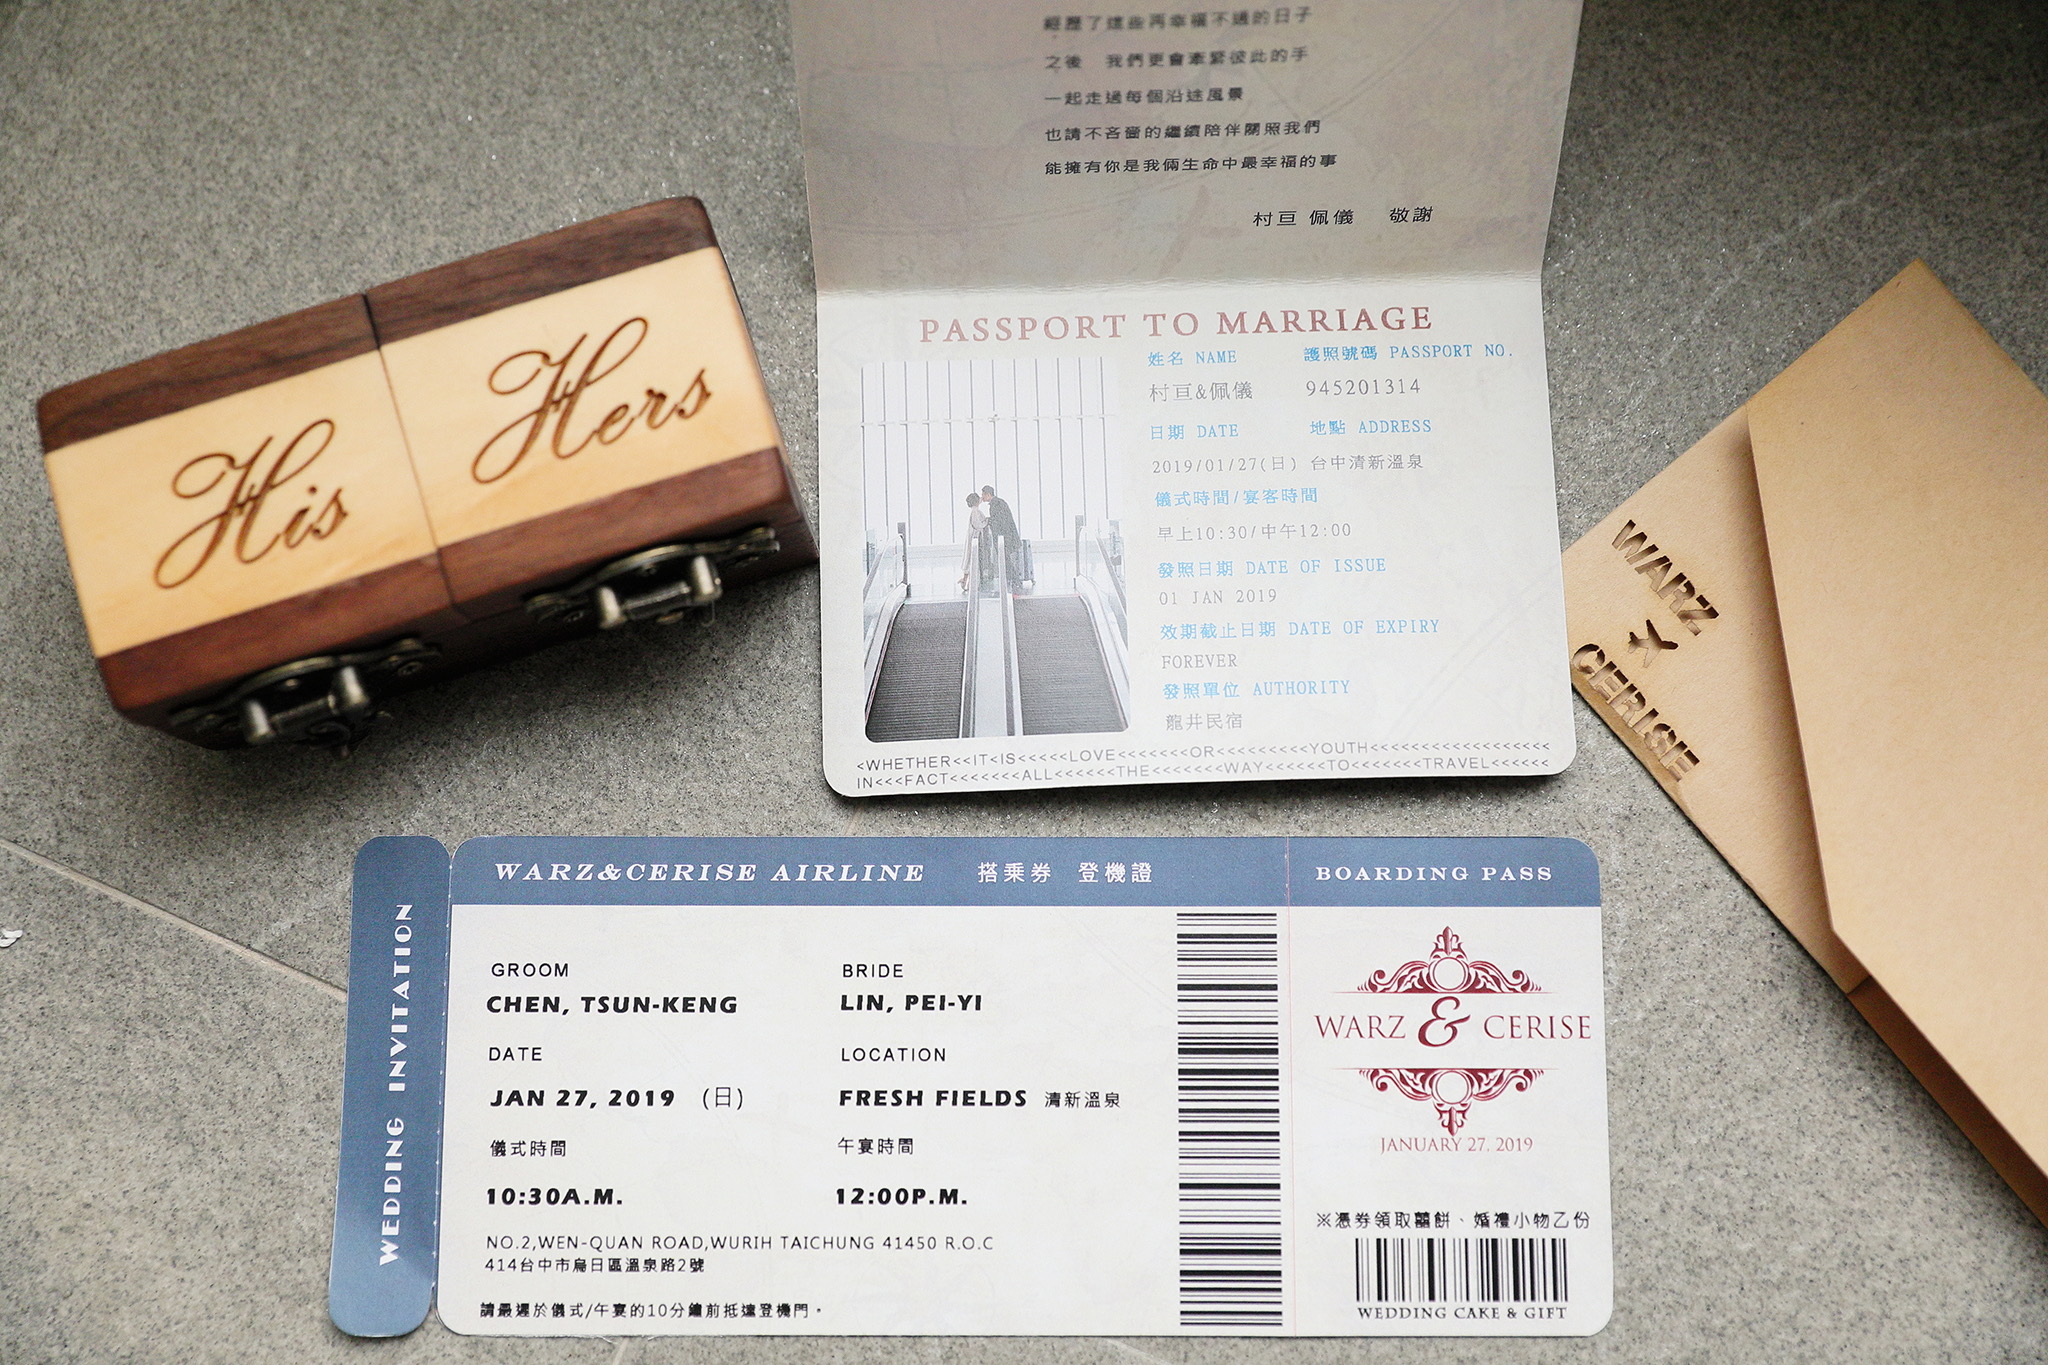 經歷了這些再幸福不過的日子
之後 我們更會牽緊彼此的手
一起走過每個沿途風景
也請不吝嗇的繼續陪伴關照我們
能擁有你是我倆生命中最幸福的事
村亘 佩儀 敬謝
PASSPORT TO MARRIAGE
姓名 NAME 護照號碼 PASSPORT NO.
村亘&佩儀 945201314
日期 DATE 地點 ADDRESS
2019/01/27(日) 台中清新溫泉
儀式時間/宴客時間
早上10:30/中午12:00
發照日期 DATE OF ISSUE
01 JAN 2019
效期截止日期 DATE OF EXPIRY
FOREVER
發照單位 AUTHORITY
龍井民宿
<WHETHER<<IT<IS<<<<<LOVE<<<<<<<OR<<<<<<<<<YOUTH<<<<<<<<<<<<<<<<<<
IN<<<FACT<<<<<<<ALL<<<<<<THE<<<<<<<WAY<<<<<<TO<<<<<<<TRAVEL<<<<<<
His
Hers
WARZ
CERISE
WEDDING INVITATION
WARZ&CERISE AIRLINE 搭乘券 登機證
GROOM BRIDE
CHEN, TSUN-KENG LIN, PEI-YI
DATE LOCATION
JAN 27, 2019 (日) FRESH FIELDS 清新溫泉
儀式時間 午宴時間
10:30A.M. 12:00P.M.
NO.2,WEN-QUAN ROAD,WURIH TAICHUNG 41450 R.O.C
414台中市烏日區溫泉路2號
請最遲於儀式/午宴的10分鐘前抵達登機門。
BOARDING PASS
WARZ & CERISE
JANUARY 27, 2019
※憑券領取囍餅、婚禮小物乙份
WEDDING CAKE & GIFT